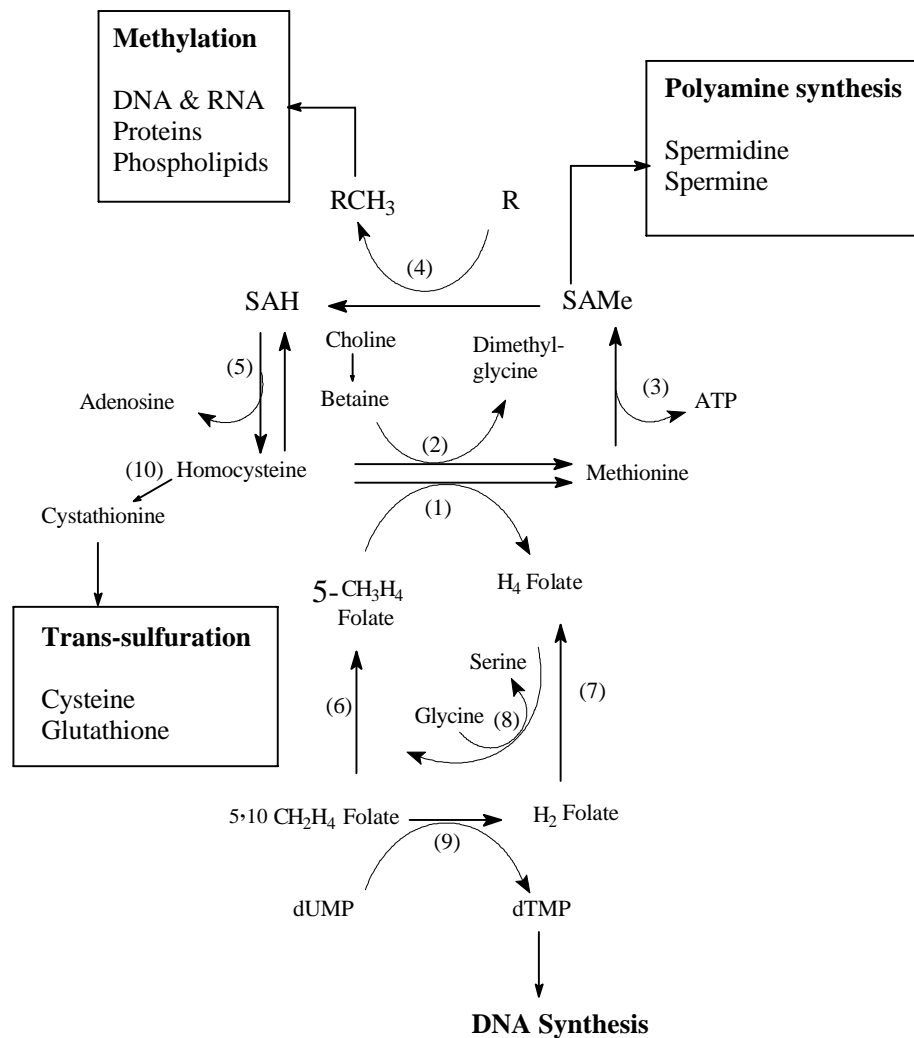 Methylation
DNA & RNA
Proteins
Phospholipids
Polyamine synthesis
Spermidine
Spermine
RCH₃
R
(4)
SAH
SAMe
Choline
Dimethyl-
glycine
(5)
(3)
Adenosine
Betaine
ATP
(2)
(10)
Homocysteine
Methionine
Cystathionine
(1)
5-CH₃H₄
Folate
H₄ Folate
Trans-sulfuration
Cysteine
Glutathione
Serine
(6)
Glycine
(8)
(7)
5,10 CH₂H₄ Folate
H₂ Folate
(9)
dUMP
dTMP
DNA Synthesis